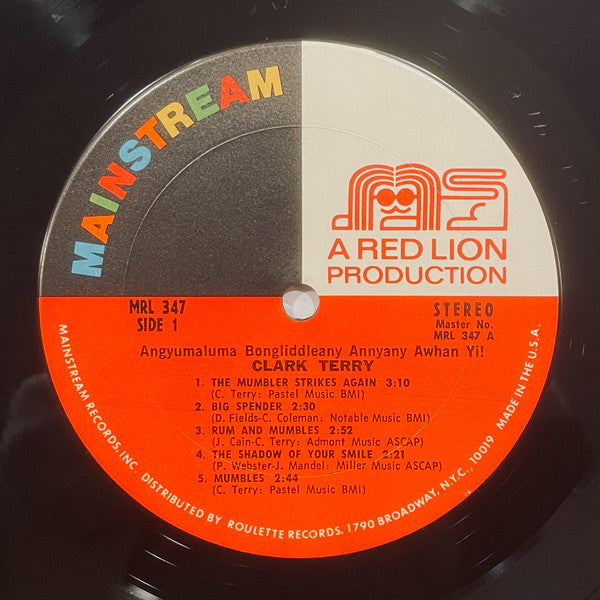 MAINSTREAM
A RED LION
PRODUCTION
MRL 347
SIDE 1
STEREO
Master No.
MRL 347 A
Angyumaluma Bongliddleany Annyany Awhan Yi!
CLARK TERRY
1. THE MUMBLER STRIKES AGAIN 3:10
(C. Terry: Pastel Music BMI)
2. BIG SPENDER 2:30
(D. Fields-C. Coleman: Notable Music BMI)
3. RUM AND MUMBLES 2:52
(J. Cain-C. Terry: Admont Music ASCAP)
4. THE SHADOW OF YOUR SMILE 2:21
(P. Webster-J. Mandel: Miller Music ASCAP)
5. MUMBLES 2:44
(C. Terry: Pastel Music BMI)
MAINSTREAM RECORDS, INC. DISTRIBUTED BY ROULETTE RECORDS, 1790 BROADWAY, N.Y.C., 10019 MADE IN THE U.S.A.